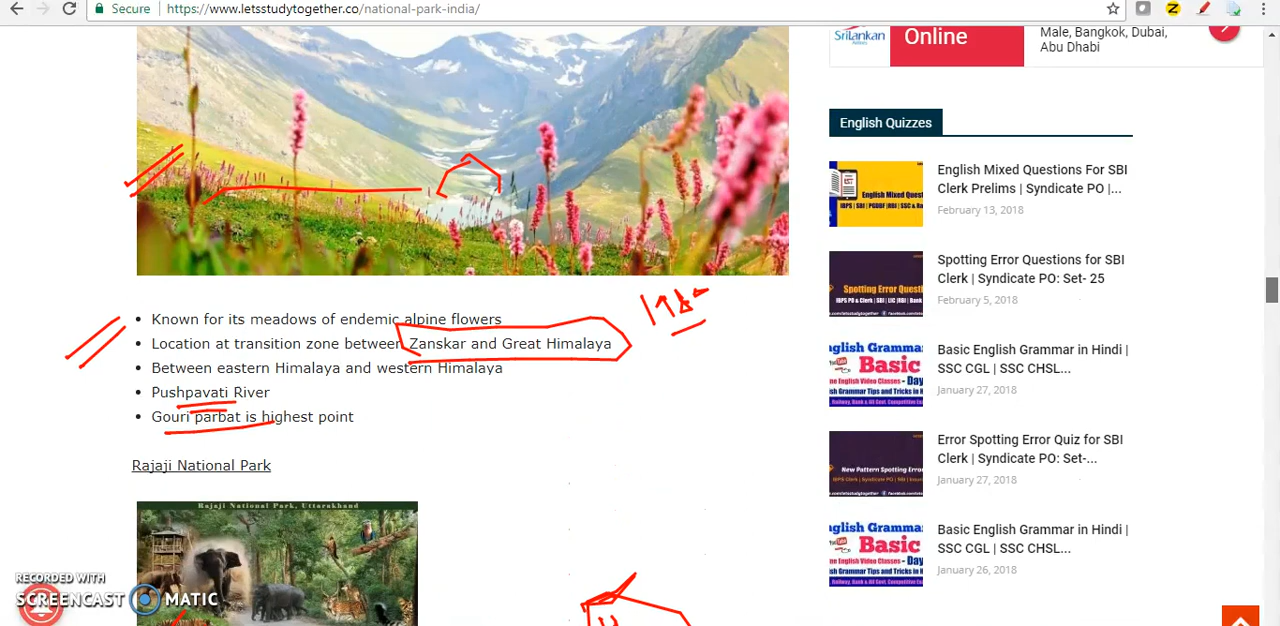 Secure
https://www.letsstudytogether.co/national-park-india/
SriLankan
Airlines
Online
Male, Bangkok, Dubai,
Abu Dhabi
Known for its meadows of endemic alpine flowers
Location at transition zone between Zanskar and Great Himalaya
Between eastern Himalaya and western Himalaya
Pushpavati River
Gouri parbat is highest point
Rajaji National Park
Rajaji National Park, Uttarakhand
English Quizzes
English Mixed Questions For SBI
Clerk Prelims | Syndicate PO |...
February 13, 2018
Spotting Error Questions for SBI
Clerk | Syndicate PO: Set- 25
February 5, 2018
Basic English Grammar in Hindi |
SSC CGL | SSC CHSL...
January 27, 2018
Error Spotting Error Quiz for SBI
Clerk | Syndicate PO: Set-...
January 27, 2018
Basic English Grammar in Hindi |
SSC CGL | SSC CHSL...
January 26, 2018
RECORDED WITH
SCREENCAST MATIC